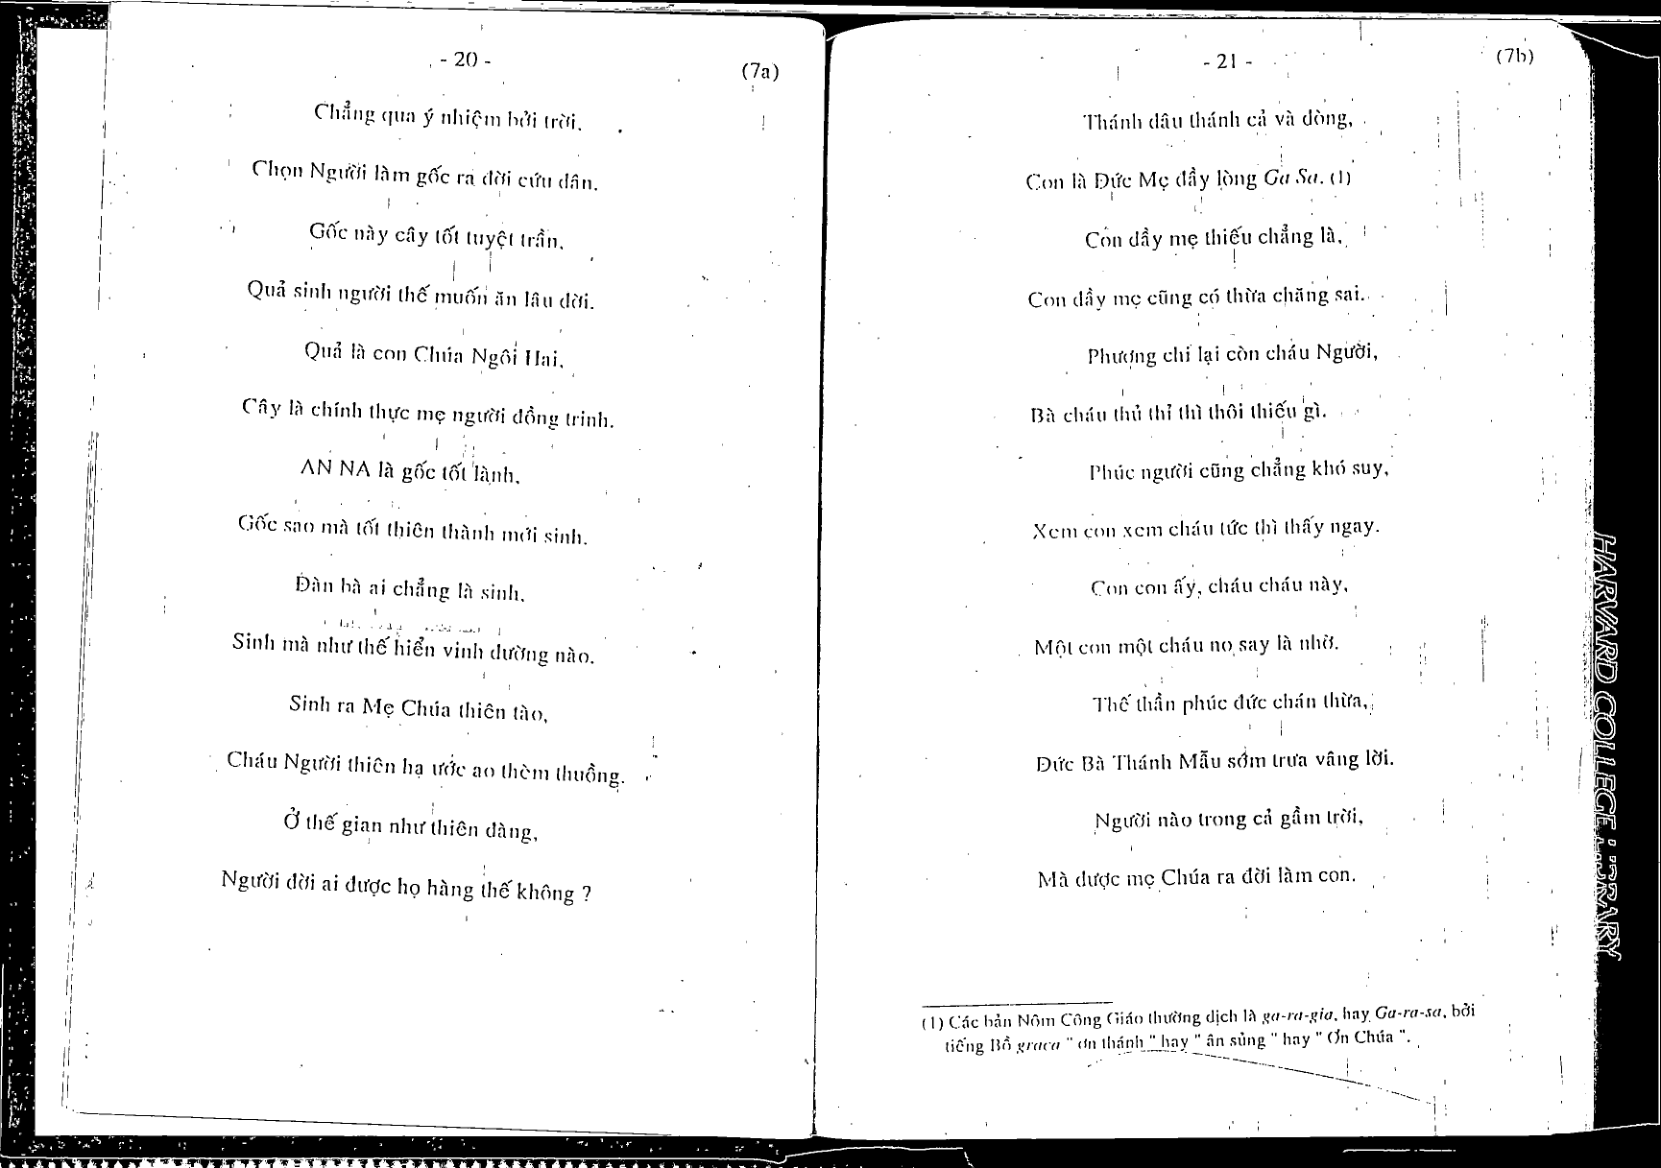 - 20 -
(7a)
Chẳng qua ý nhiệm bởi trời,
Chọn Người làm gốc ra đời cứu dân.
Gốc này cây tốt tuyệt trần,
Quả sinh người thế muốn ăn lâu đời.
Quả là con Chúa Ngôi Hai,
Cây là chính thực mẹ người đồng trinh.
AN NA là gốc tốt lành,
Gốc sao mà tốt thiên thành mới sinh.
Đàn bà ai chẳng là sinh,
Sinh mà như thế hiển vinh dường nào.
Sinh ra Mẹ Chúa thiên tào,
Cháu Người thiên hạ ước ao thèm thuồng.
Ở thế gian như thiên đàng,
Người đời ai được họ hàng thế không ?
- 21 -
(7b)
Thánh dâu thánh cả và dòng,
Con là Đức Mẹ đầy lòng Ga Sa. (1)
Con đầy mẹ thiếu chẳng là,
Con đầy mẹ cũng có thừa chăng sai.
Phương chi lại còn cháu Người,
Bà cháu thủ thỉ thì thôi thiếu gì.
Phúc người cũng chẳng khó suy,
Xem con xem cháu tức thì thấy ngay.
Con con ấy, cháu cháu này,
Một con một cháu no say là nhờ.
Thế thần phúc đức chán thừa,
Đức Bà Thánh Mẫu sớm trưa vâng lời.
Người nào trong cả gầm trời,
Mà được mẹ Chúa ra đời làm con.
(1) Các bản Nôm Công Giáo thường dịch là ga-ra-gia, hay Ga-ra-sa, bởi
tiếng Bồ graca " ơn thánh " hay " ân sủng " hay " Ơn Chúa ".
HARVARD COLLEGE LIBRARY